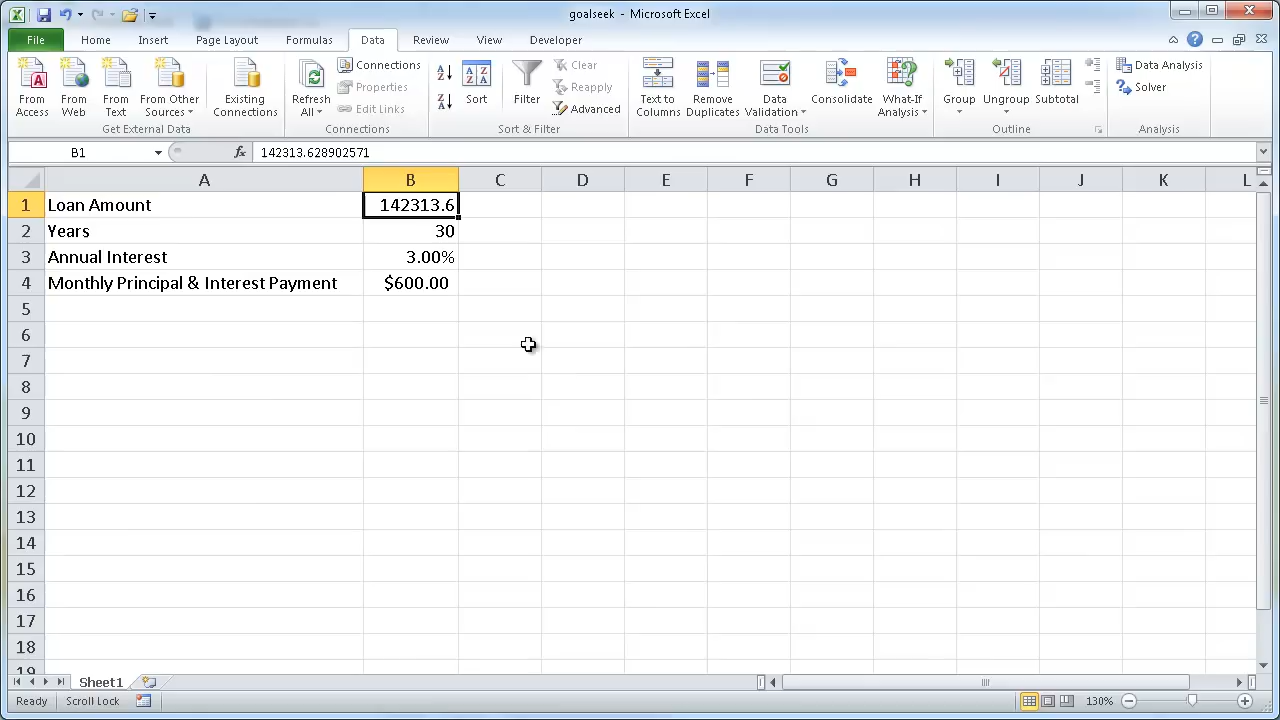 goalseek - Microsoft Excel
File Home Insert Page Layout Formulas Data Review View Developer
From Access
From Web
From Text
From Other Sources
Existing Connections
Get External Data
Refresh All
Connections
Properties
Edit Links
Connections
Sort
Filter
Clear
Reapply
Advanced
Sort & Filter
Text to Columns
Remove Duplicates
Data Validation
Consolidate
What-If Analysis
Data Tools
Group
Ungroup
Subtotal
Outline
Data Analysis
Solver
Analysis
B1 fx 142313.628902571
A B C D E F G H I J K L
1 Loan Amount 142313.6
2 Years 30
3 Annual Interest 3.00%
4 Monthly Principal & Interest Payment $600.00
5
6
7
8
9
10
11
12
13
14
15
16
17
18
19
Sheet1
Ready Scroll Lock 130%